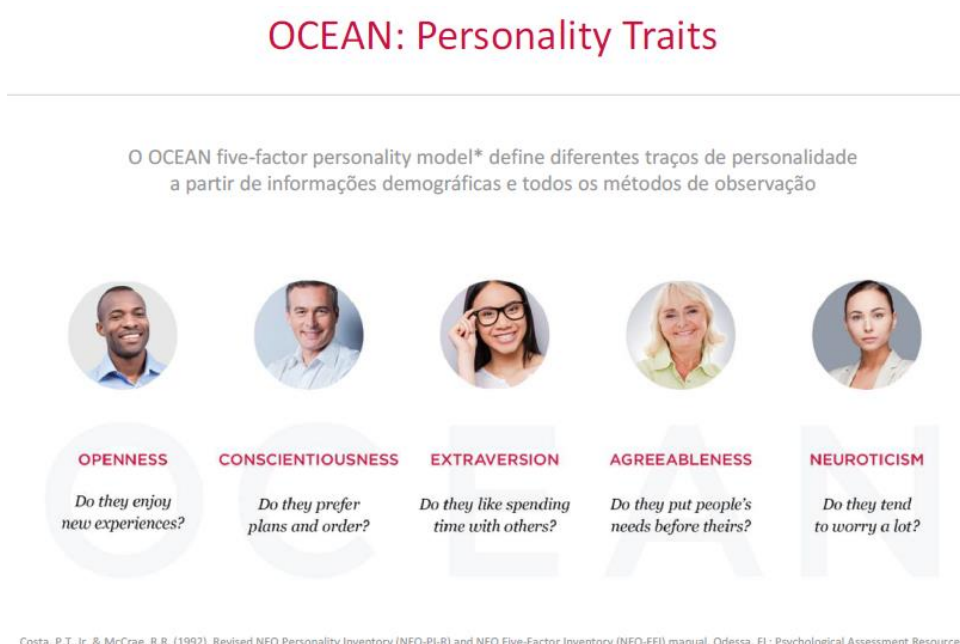 OCEAN: Personality Traits
O OCEAN five-factor personality model* define diferentes traços de personalidade
a partir de informações demográficas e todos os métodos de observação
OPENNESS
Do they enjoy
new experiences?
CONSCIENTIOUSNESS
Do they prefer
plans and order?
EXTRAVERSION
Do they like spending
time with others?
AGREEABLENESS
Do they put people's
needs before theirs?
NEUROTICISM
Do they tend
to worry a lot?
O C E A N
Costa, P.T. Jr. & McCrae, R.R. (1992). Revised NEO Personality Inventory (NEO-PI-R) and NEO Five-Factor Inventory (NEO-FFI) manual. Odessa, FL: Psychological Assessment Resource